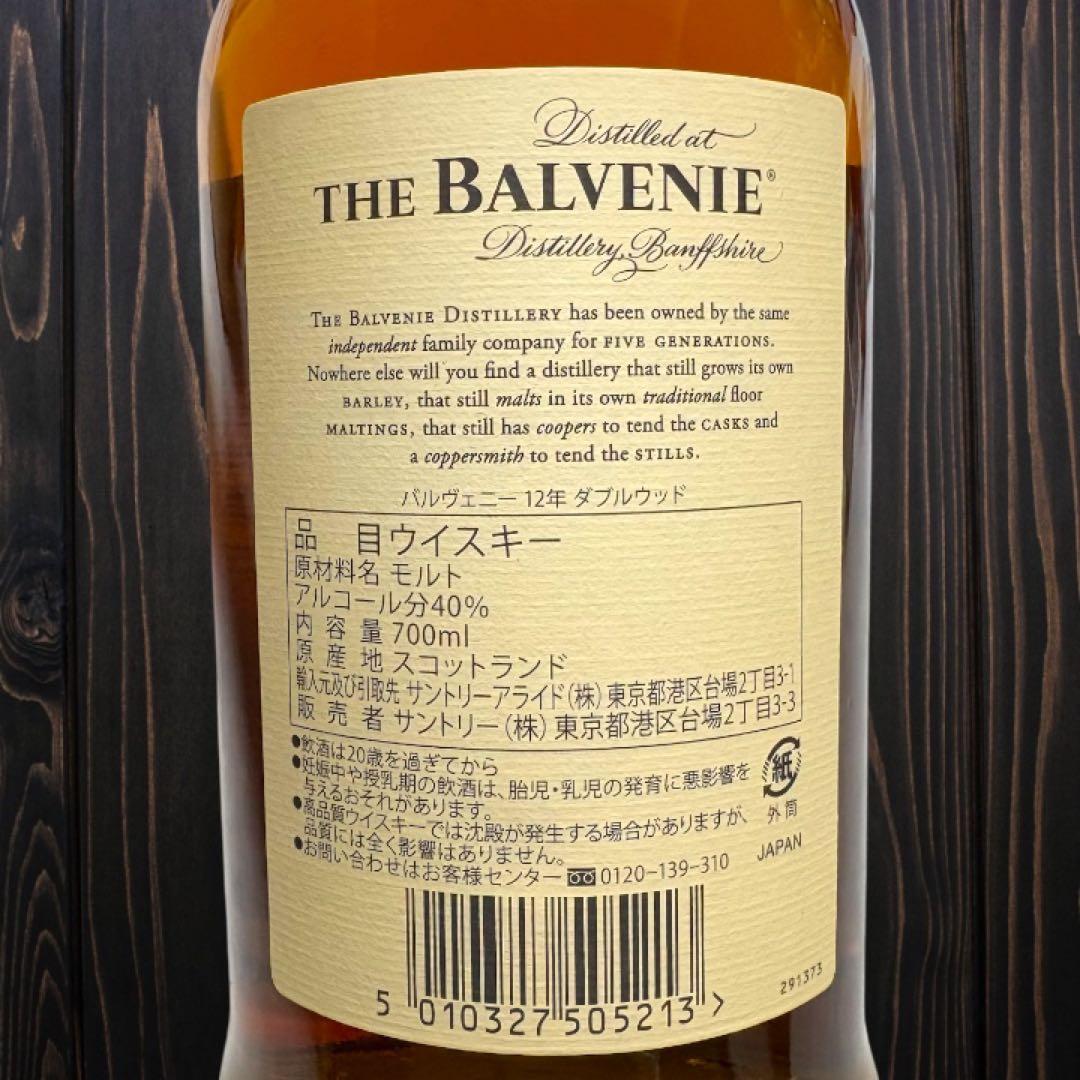 Distilled at
THE BALVENIE®
Distillery, Banffshire
THE BALVENIE DISTILLERY has been owned by the same
independent family company for FIVE GENERATIONS.
Nowhere else will you find a distillery that still grows its own
BARLEY, that still malts in its own traditional floor
MALTINGS, that still has coopers to tend the CASKS and
a coppersmith to tend the STILLS.
バルヴェニー 12年 ダブルウッド
品 目 ウイスキー
原材料名 モルト
アルコール分 40%
内容量 700ml
原産地 スコットランド
輸入元及び引取先 サントリーアライド(株) 東京都港区台場2丁目3-1
販売者 サントリー(株) 東京都港区台場2丁目3-3
●飲酒は20歳を過ぎてから
●妊娠中や授乳期の飲酒は、胎児・乳児の発育に悪影響を
与えるおそれがあります。
●高品質ウイスキーでは沈殿が発生する場合がありますが、
品質には全く影響はありません。
●お問い合わせはお客様センター 0120-139-310
紙
外筒
JAPAN
5 010327 505213 >
291373